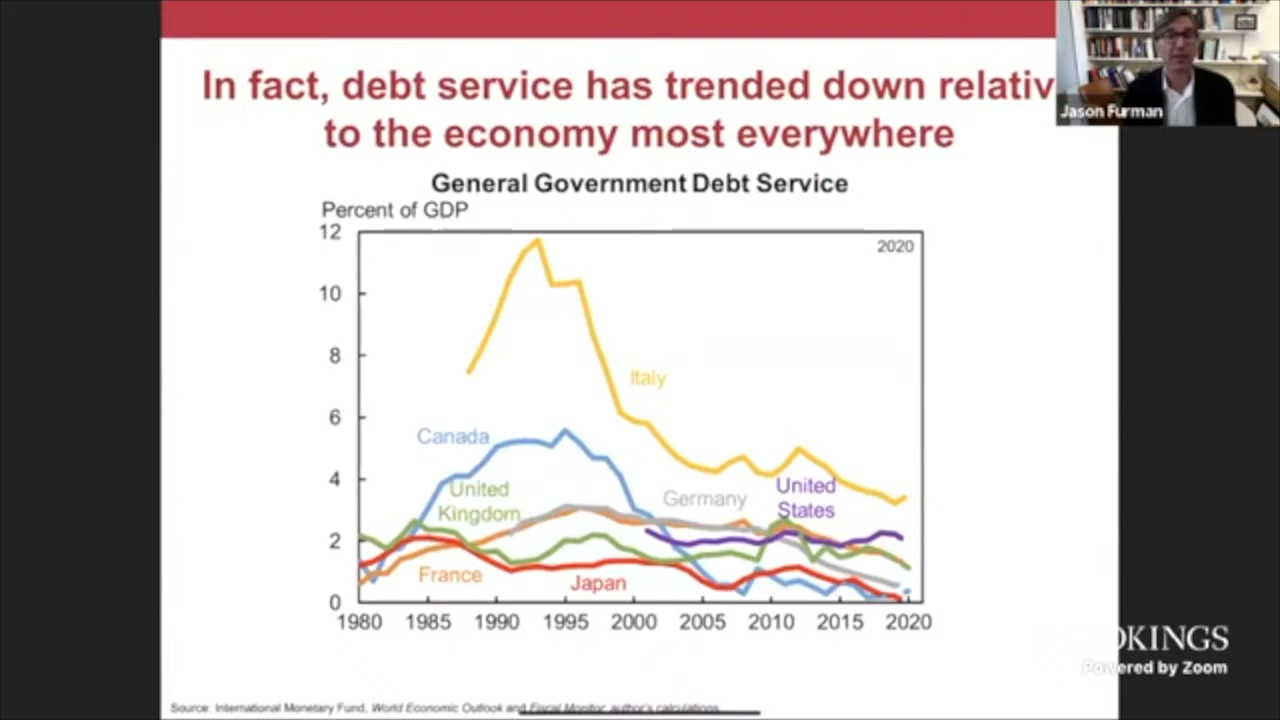 In fact, debt service has trended down relativ
to the economy most everywhere
Jason Furman
General Government Debt Service
Percent of GDP
12
2020
10
8
6
4
2
0
Italy
Canada
United
Kingdom
Germany
United
States
France
Japan
1980 1985 1990 1995 2000 2005 2010 2015 2020
OKINGS
Powered by Zoom
Source: International Monetary Fund, World Economic Outlook and Fiscal Monitor; author's calculations.